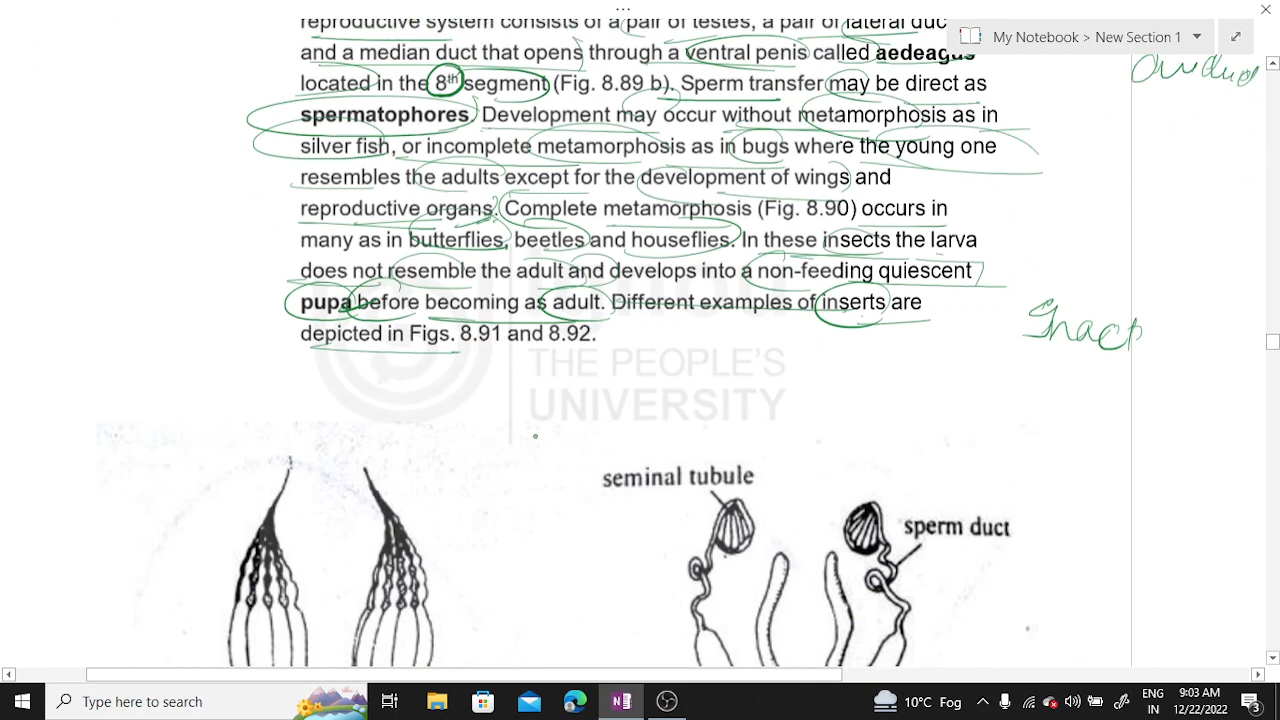 My Notebook > New Section 1
reproductive system consists of a pair of testes, a pair of lateral duc
and a median duct that opens through a ventral penis called aedeagus
located in the 8th segment (Fig. 8.89 b). Sperm transfer may be direct as
spermatophores. Development may occur without metamorphosis as in
silver fish, or incomplete metamorphosis as in bugs where the young one
resembles the adults except for the development of wings and
reproductive organs. Complete metamorphosis (Fig. 8.90) occurs in
many as in butterflies, beetles and houseflies. In these insects the larva
does not resemble the adult and develops into a non-feeding quiescent
pupa before becoming as adult. Different examples of inserts are
depicted in Figs. 8.91 and 8.92.
THE PEOPLE'S
UNIVERSITY
seminal tubule
sperm duct
Type here to search
10°C Fog
ENG
IN
8:03 AM
12/22/2022
3